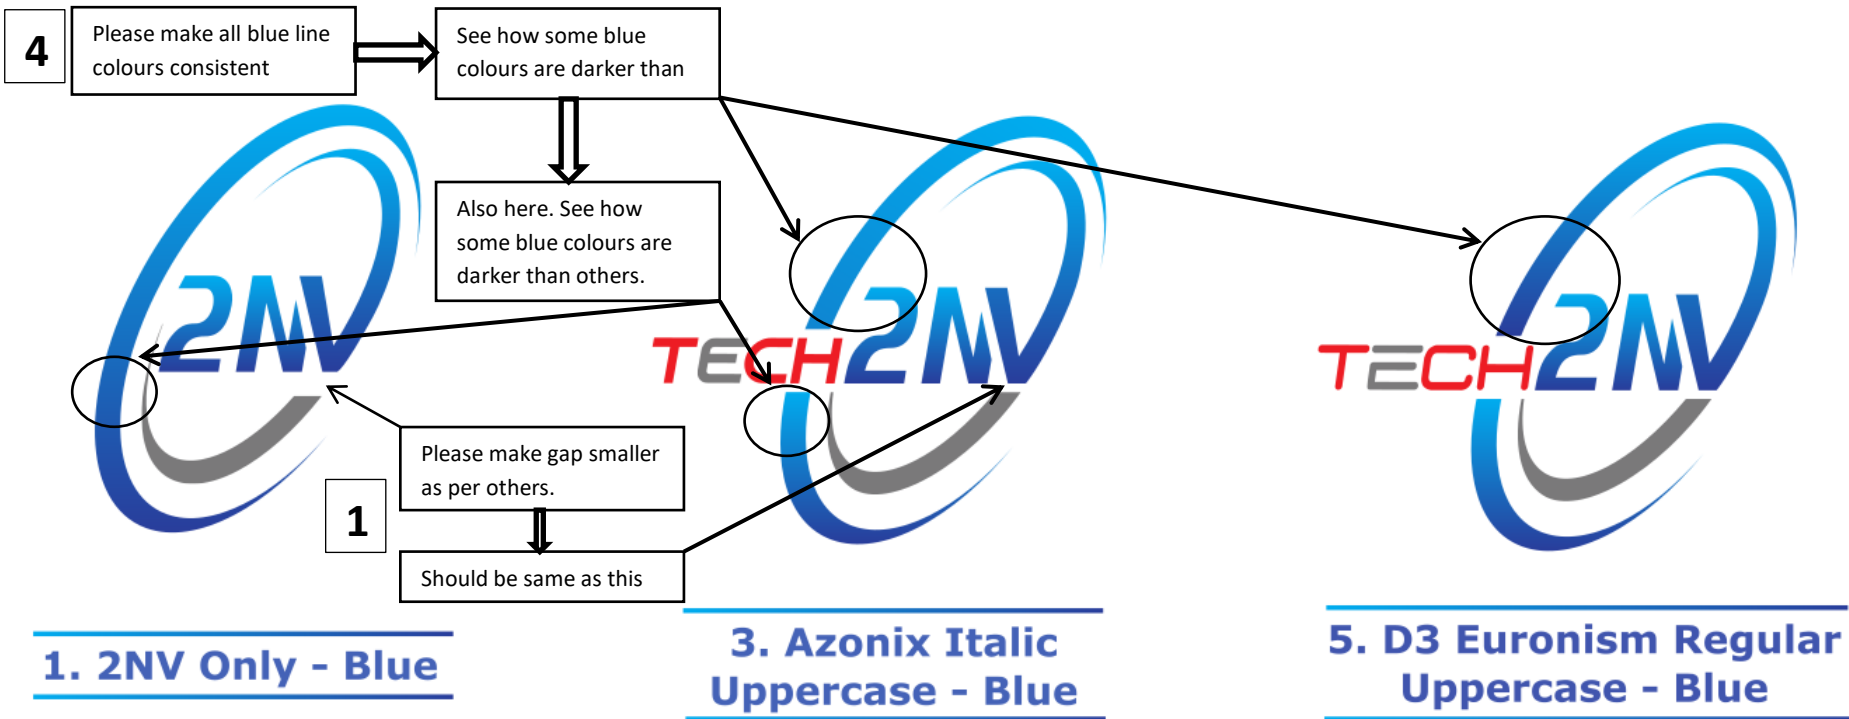 4
Please make all blue line
colours consistent
See how some blue
colours are darker than
Also here. See how
some blue colours are
darker than others.
2NV
TECH2NV
TECH2NV
Please make gap smaller
as per others.
1
Should be same as this
1. 2NV Only - Blue
3. Azonix Italic
Uppercase - Blue
5. D3 Euronism Regular
Uppercase - Blue